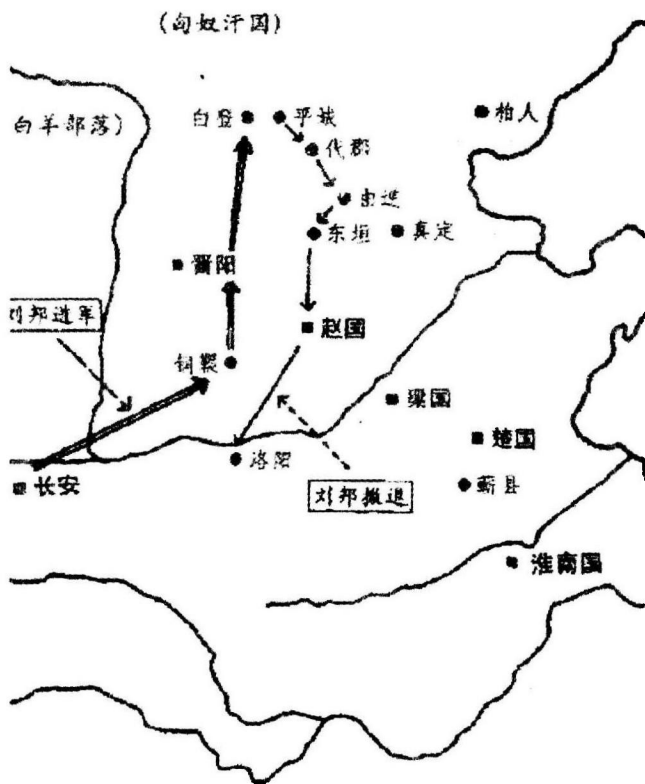 (匈奴汗国)
白羊部落)
白登
平城
代郡
柏人
曲逆
东垣
真定
晋阳
刘邦进军
赵国
铜鞮
梁国
楚国
洛阳
长安
刘邦撤退
蕲县
淮南国